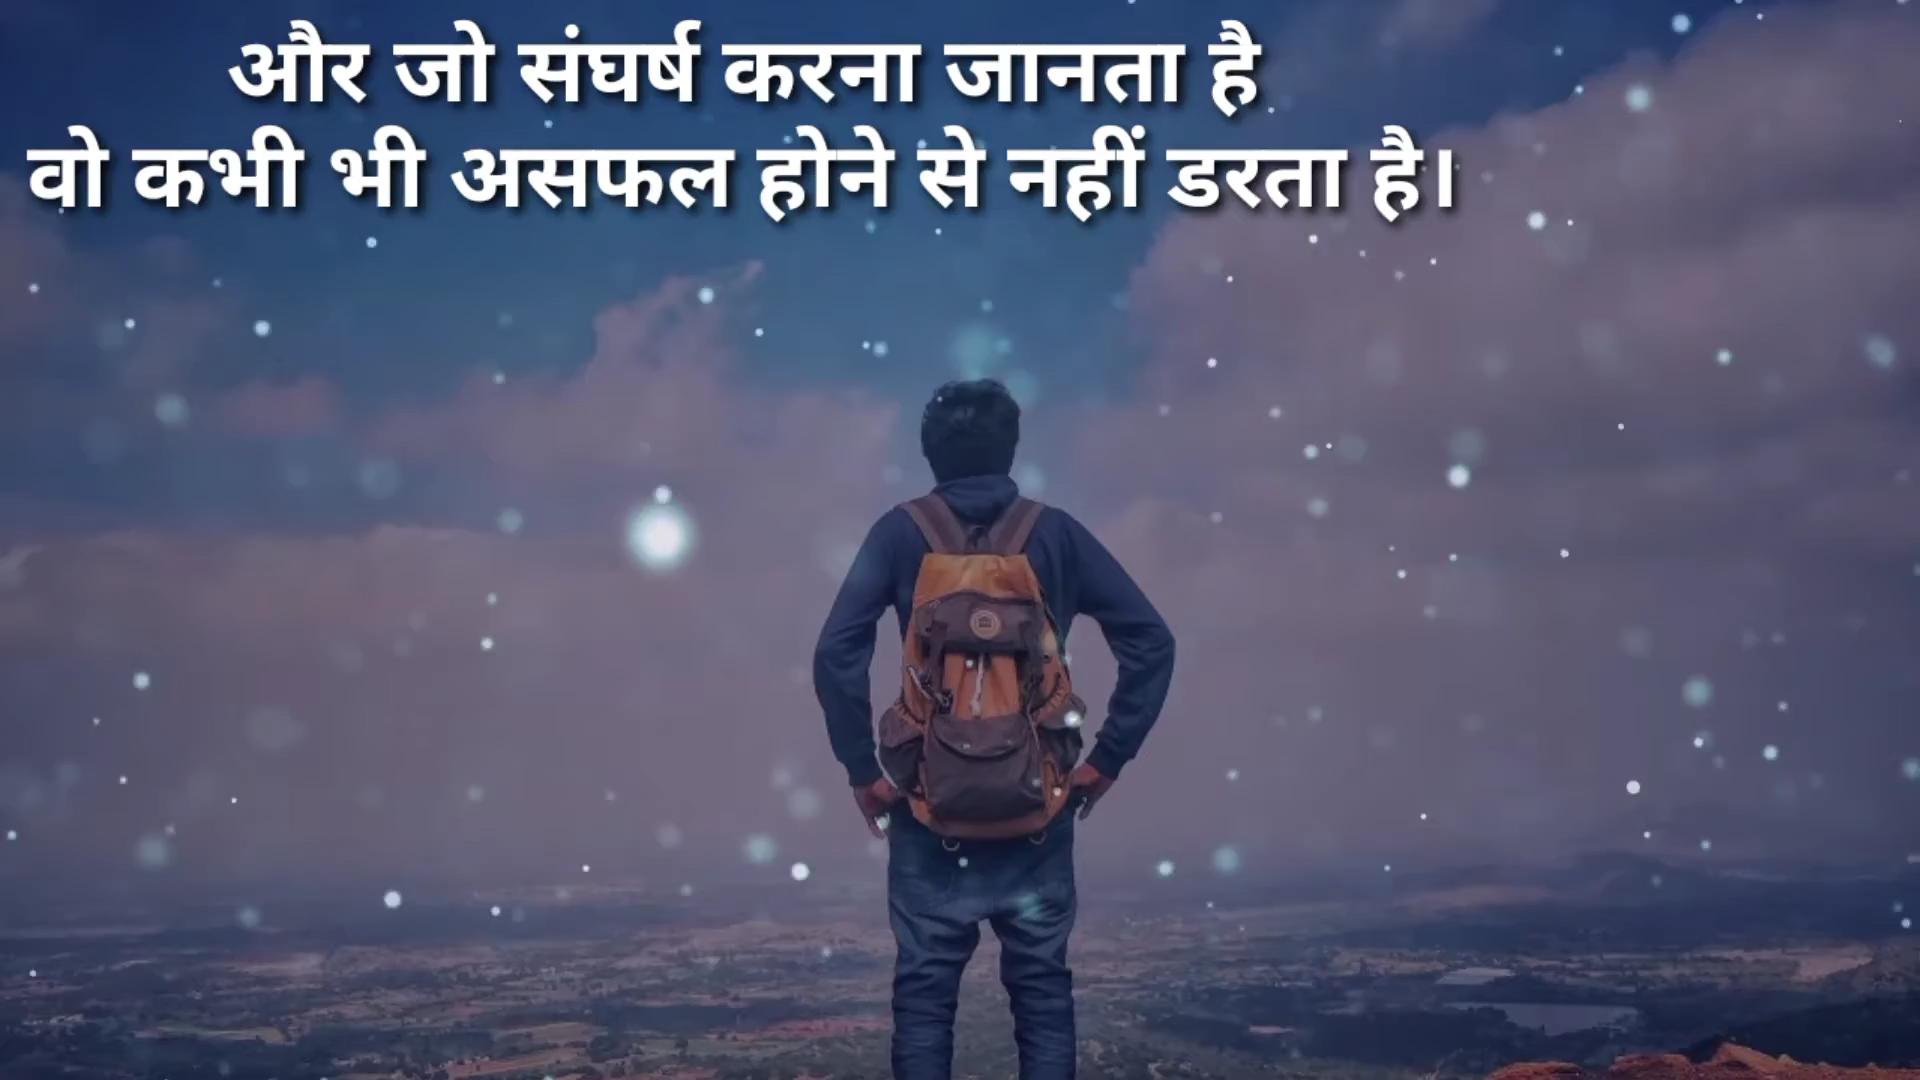 और जो संघर्ष करना जानता है
वो कभी भी असफल होने से नहीं डरता है।